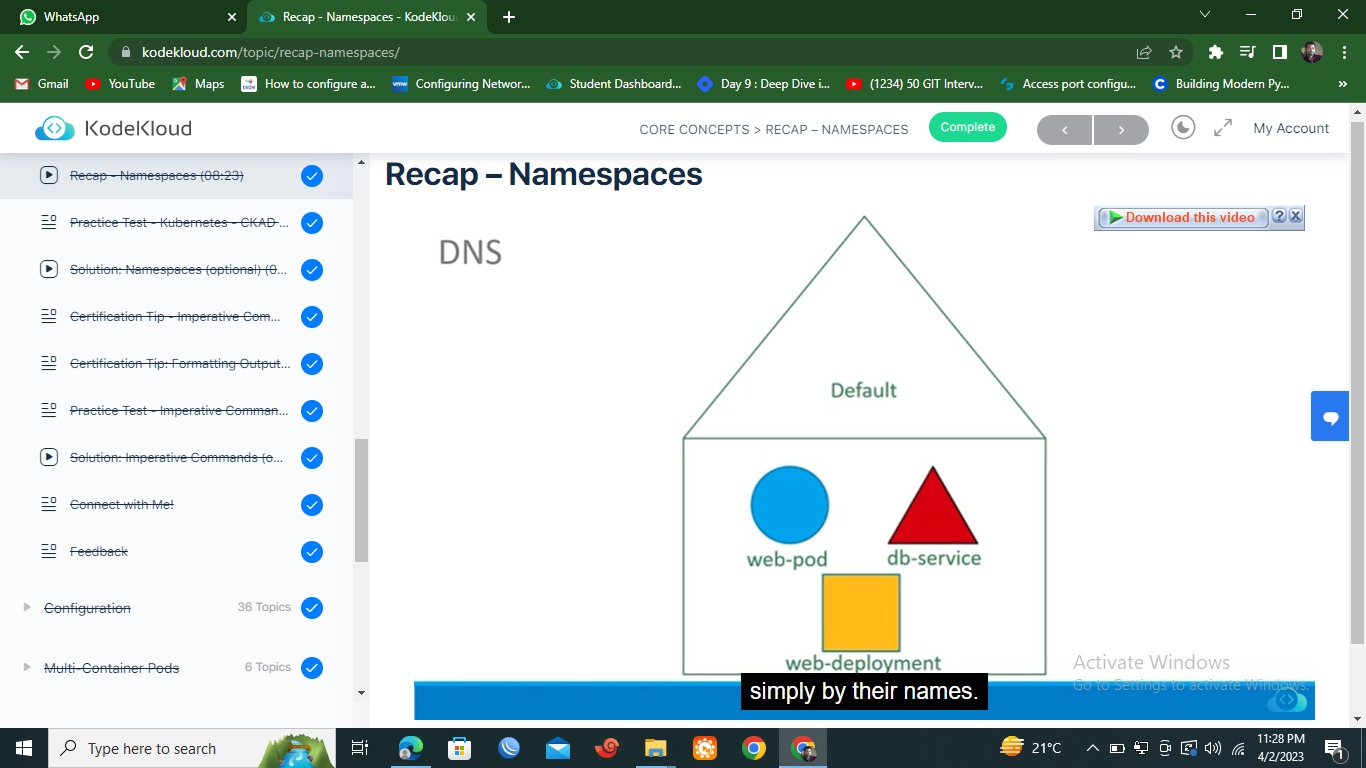 WhatsApp
Recap - Namespaces - KodeKlou
kodekloud.com/topic/recap-namespaces/
Gmail
YouTube
Maps
How to configure a...
Configuring Networ...
Student Dashboard...
Day 9 : Deep Dive i...
(1234) 50 GIT Interv...
Access port configu...
Building Modern Py...
KodeKloud
CORE CONCEPTS > RECAP – NAMESPACES
Complete
My Account
Recap - Namespaces (08:23)
Practice Test - Kubernetes - CKAD ...
Solution: Namespaces (optional) (0...
Certification Tip - Imperative Com...
Certification Tip: Formatting Output...
Practice Test - Imperative Comman...
Solution: Imperative Commands (o...
Connect with Me!
Feedback
Configuration
36 Topics
Multi-Container Pods
6 Topics
Recap – Namespaces
Download this video
?
DNS
Default
web-pod
db-service
web-deployment
simply by their names.
Activate Windows
Go to Settings to activate Windows.
Type here to search
21°C
11:28 PM
4/2/2023
1